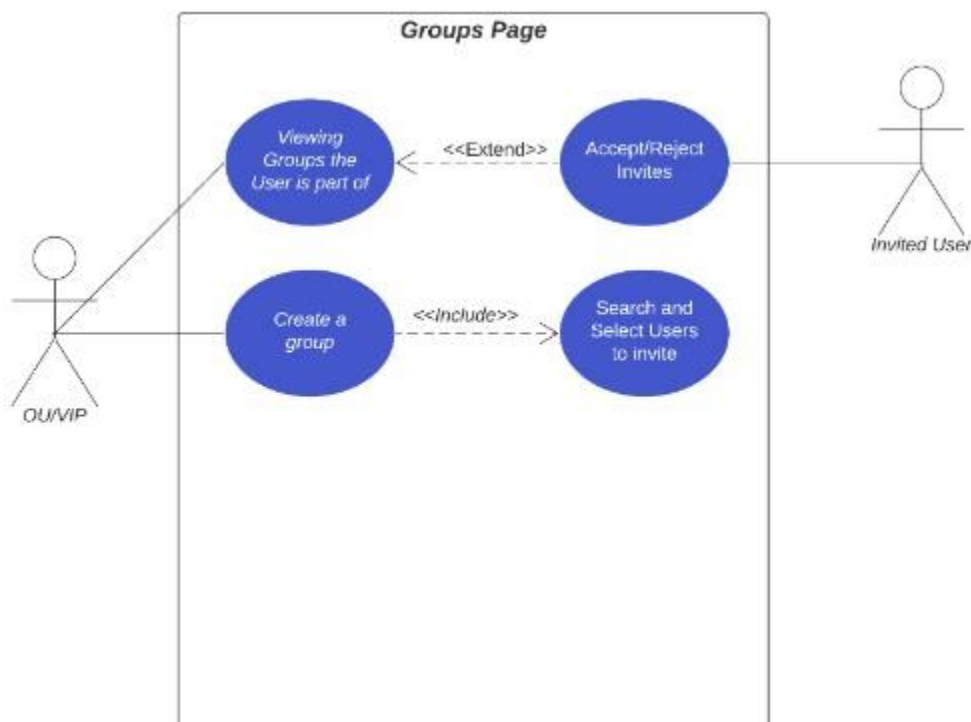 Groups Page
Viewing
Groups the
User is part of
<<Extend>>
Accept/Reject
Invites
Invited User
Create a
group
<<Include>>
Search and
Select Users
to invite
OU/VIP